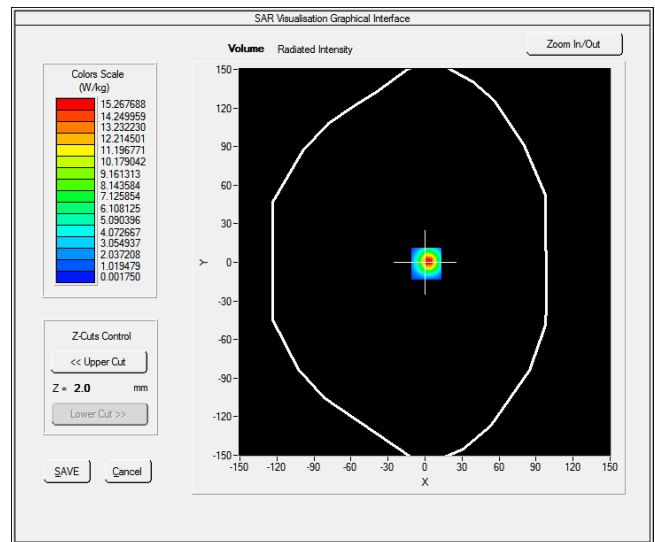 SAR Visualisation Graphical Interface
Volume Radiated Intensity
Zoom In/Out
Colors Scale
(W/kg)
15.267688
14.249959
13.232230
12.214501
11.196771
10.179042
9.161313
8.143584
7.125854
6.108125
5.090396
4.072667
3.054937
2.037208
1.019479
0.001750
Z-Cuts Control
<< Upper Cut
Z = 2.0 mm
Lower Cut >>
SAVE Cancel
150
120
90
60
30
0
-30
-60
-90
-120
-150
Y
-150 -120 -90 -60 -30 0 30 60 90 120 150
X